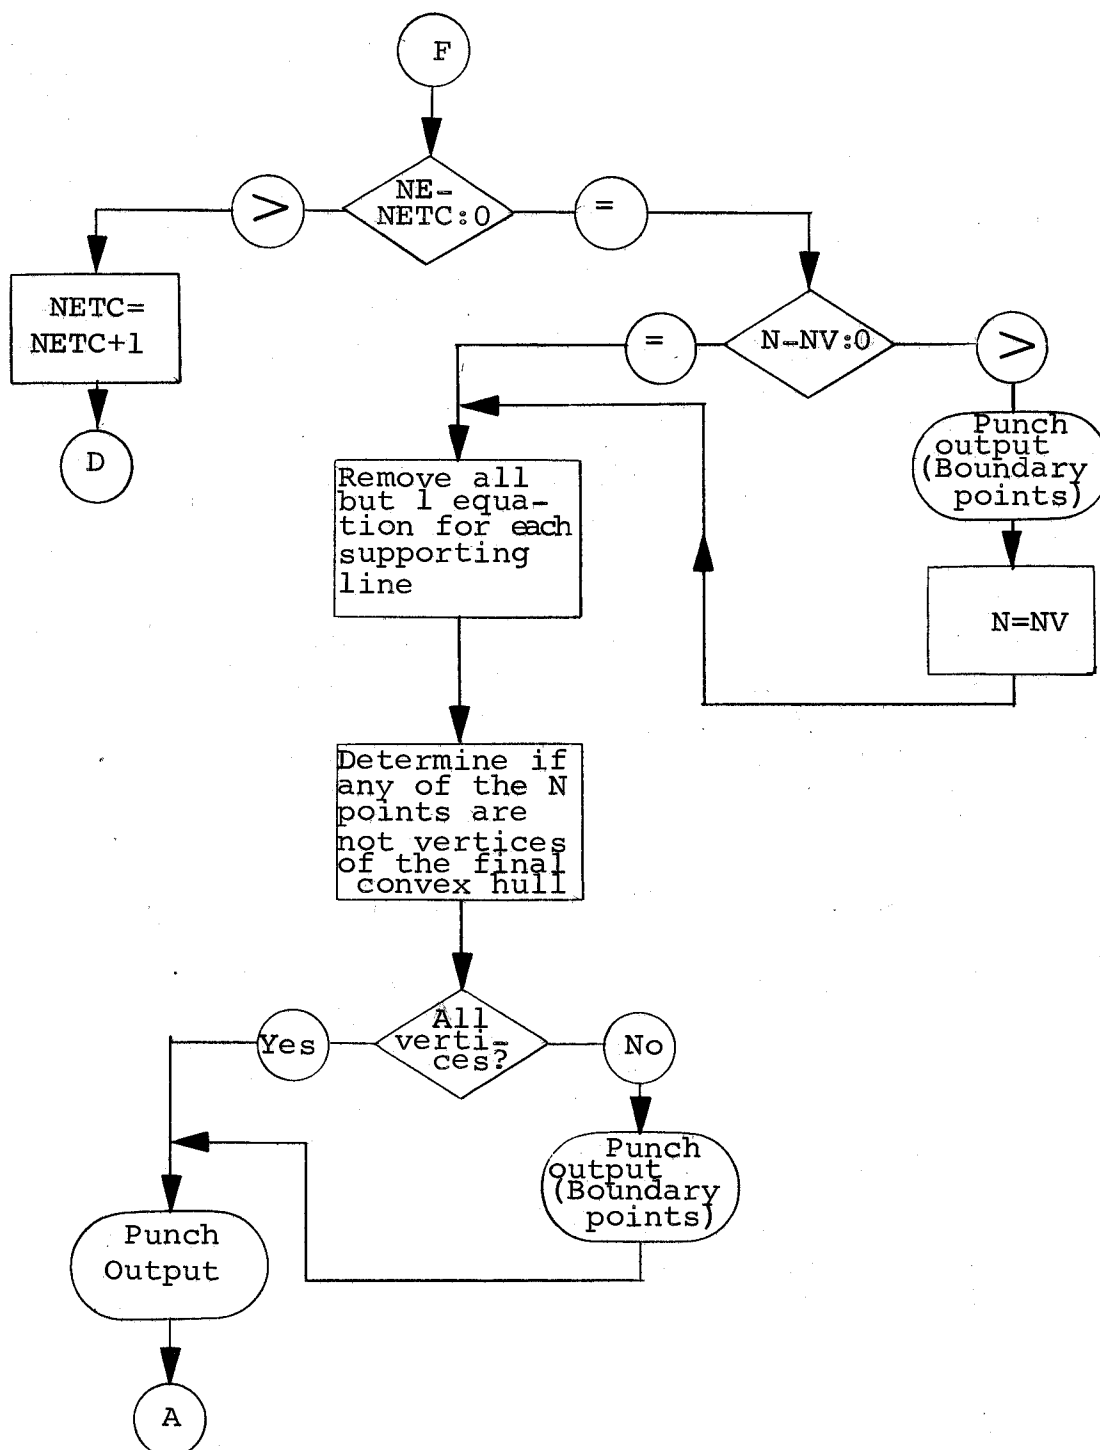 F
NE-
NETC:0
>
=
NETC=
NETC+1
D
N-NV:0
=
>
Punch
output
(Boundary
points)
N=NV
Remove all
but 1 equa-
tion for each
supporting
line
Determine if
any of the N
points are
not vertices
of the final
convex hull
All
verti-
ces?
Yes
No
Punch
output
(Boundary
points)
Punch
Output
A